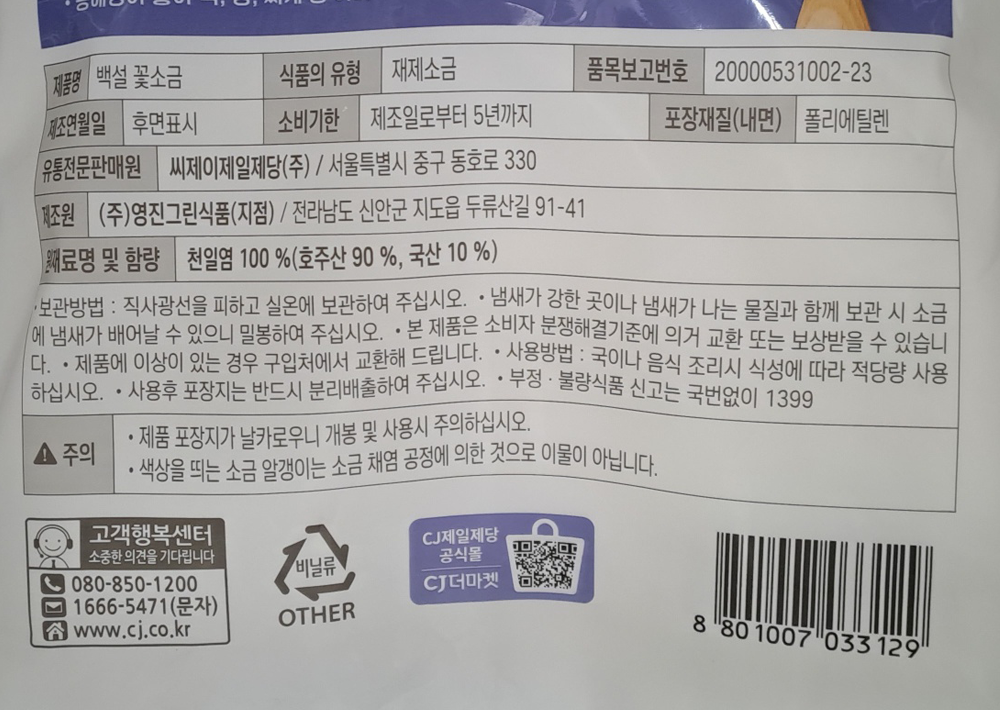 제품명 백설 꽃소금 식품의 유형 재제소금 품목보고번호 20000531002-23
제조연월일 후면표시 소비기한 제조일로부터 5년까지 포장재질(내면) 폴리에틸렌
유통전문판매원 씨제이제일제당(주) / 서울특별시 중구 동호로 330
제조원 (주)영진그린식품(지점) / 전라남도 신안군 지도읍 두류산길 91-41
원재료명 및 함량 천일염 100 %(호주산 90 %, 국산 10 %)
•보관방법 : 직사광선을 피하고 실온에 보관하여 주십시오. •냄새가 강한 곳이나 냄새가 나는 물질과 함께 보관 시 소금
에 냄새가 배어날 수 있으니 밀봉하여 주십시오. •본 제품은 소비자 분쟁해결기준에 의거 교환 또는 보상받을 수 있습니
다. •제품에 이상이 있는 경우 구입처에서 교환해 드립니다. •사용방법 : 국이나 음식 조리시 식성에 따라 적당량 사용
하십시오. •사용후 포장지는 반드시 분리배출하여 주십시오. •부정 · 불량식품 신고는 국번없이 1399
주의
•제품 포장지가 날카로우니 개봉 및 사용시 주의하십시오.
•색상을 띄는 소금 알갱이는 소금 채염 공정에 의한 것으로 이물이 아닙니다.
고객행복센터
소중한 의견을 기다립니다
080-850-1200
1666-5471(문자)
www.cj.co.kr
비닐류
OTHER
CJ제일제당
공식몰
CJ더마켓
8 801007 033129